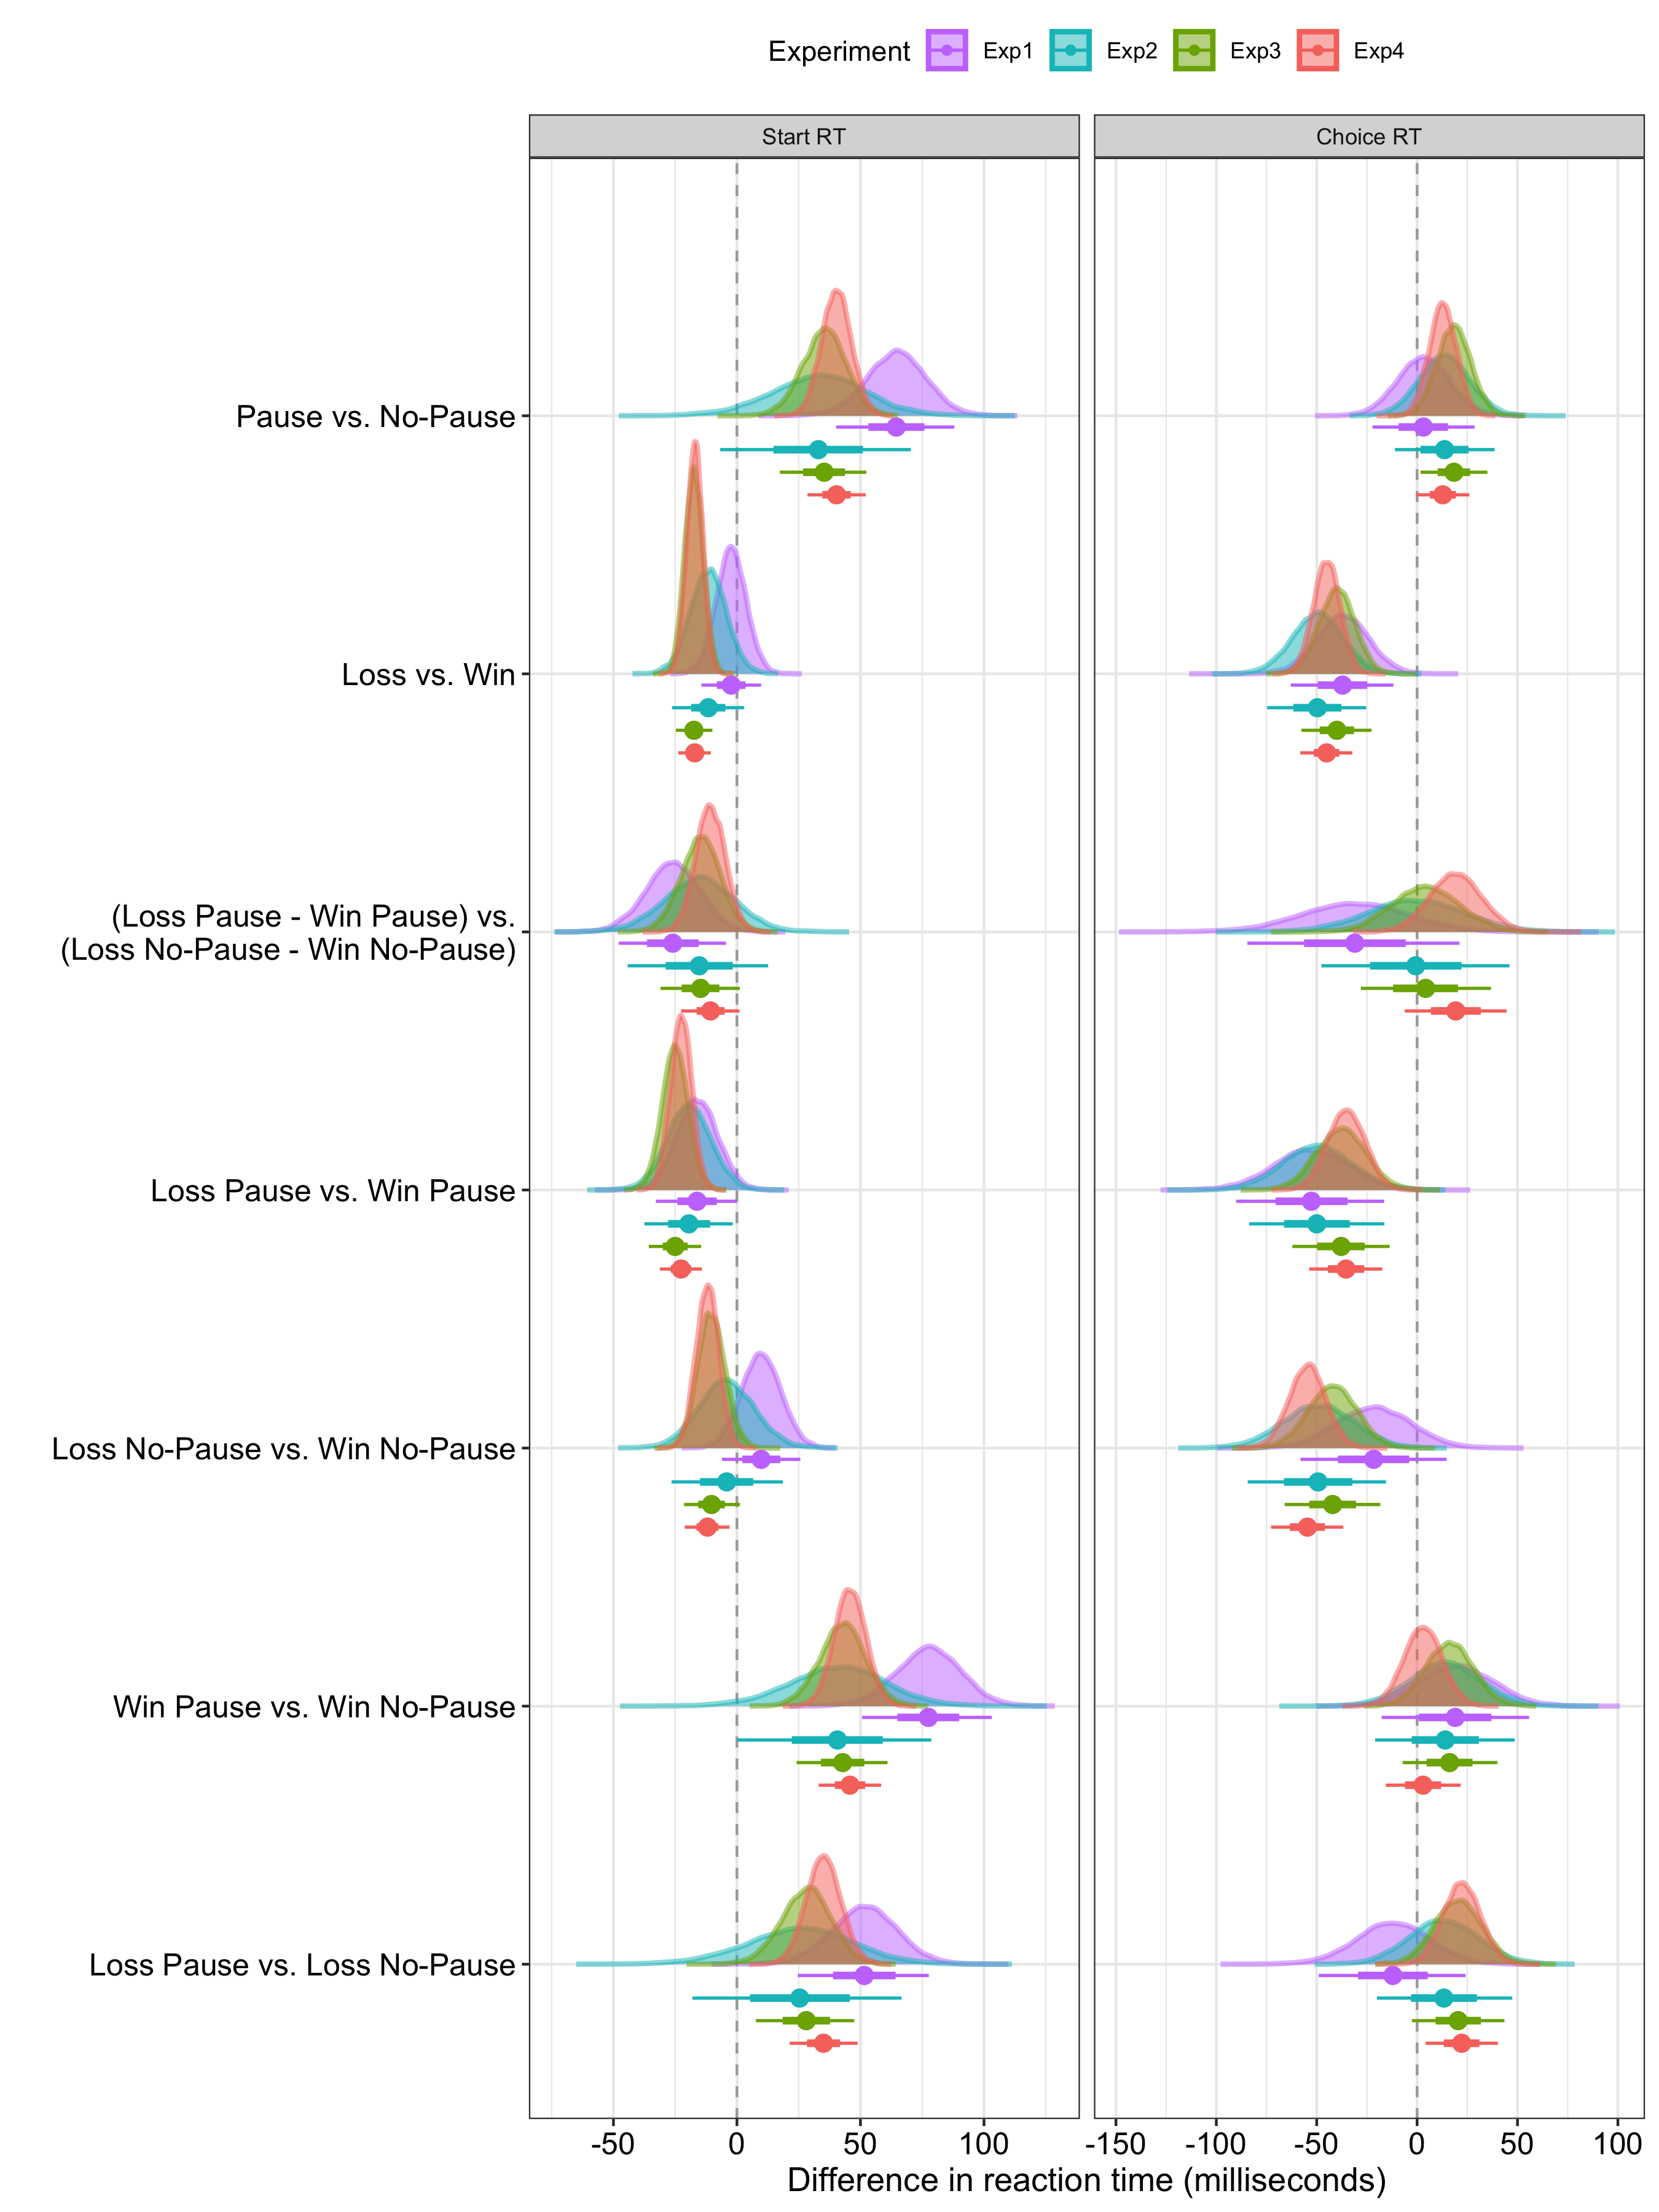 Experiment Exp1 Exp2 Exp3 Exp4
Start RT
Choice RT
Pause vs. No-Pause
Loss vs. Win
(Loss Pause - Win Pause) vs.
(Loss No-Pause - Win No-Pause)
Loss Pause vs. Win Pause
Loss No-Pause vs. Win No-Pause
Win Pause vs. Win No-Pause
Loss Pause vs. Loss No-Pause
-50 0 50 100
-150 -100 -50 0 50 100
Difference in reaction time (milliseconds)